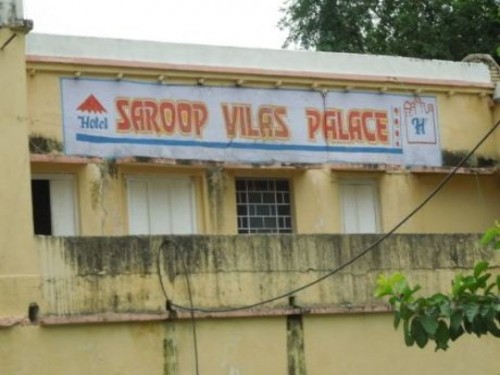 Hotel SAROOP VILAS PALACE
H